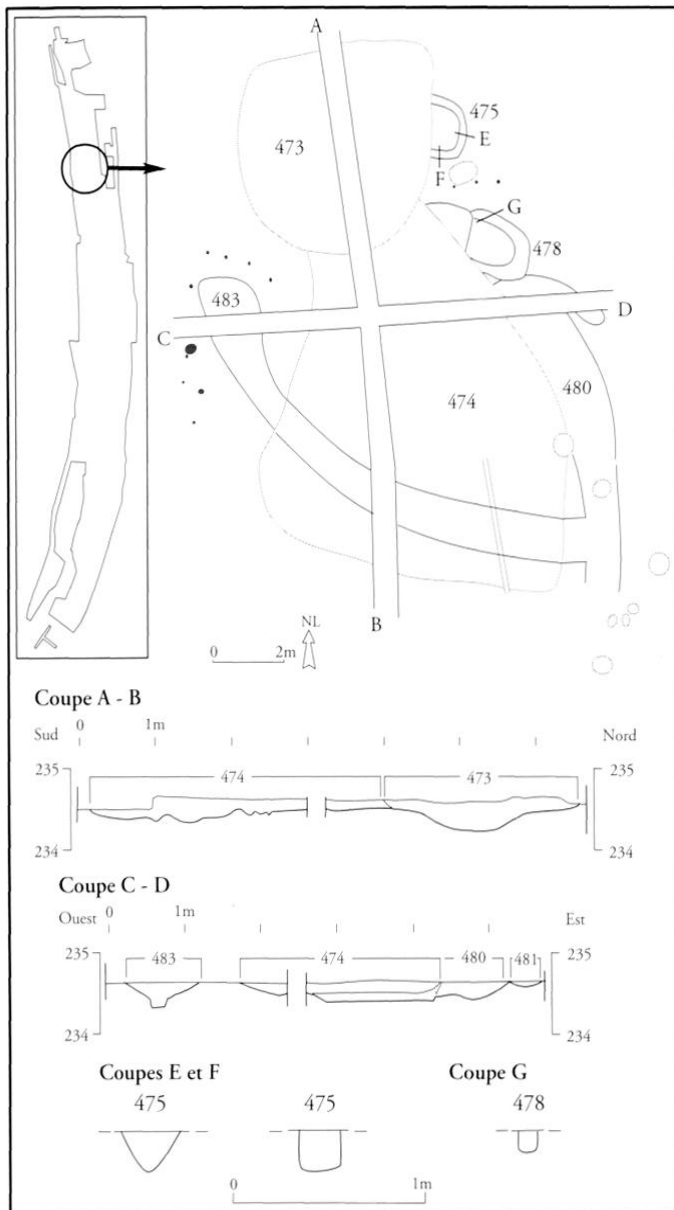 A
473
475
E
F
G
478
483
C
D
474
480
B
NL
0 2m
Coupe A - B
0 1m
Sud Nord
235 474 473 235
234 234
Coupe C - D
Ouest 0 1m Est
235 483 474 480 481 235
234 234
Coupes E et F Coupe G
475 475 478
0 1m